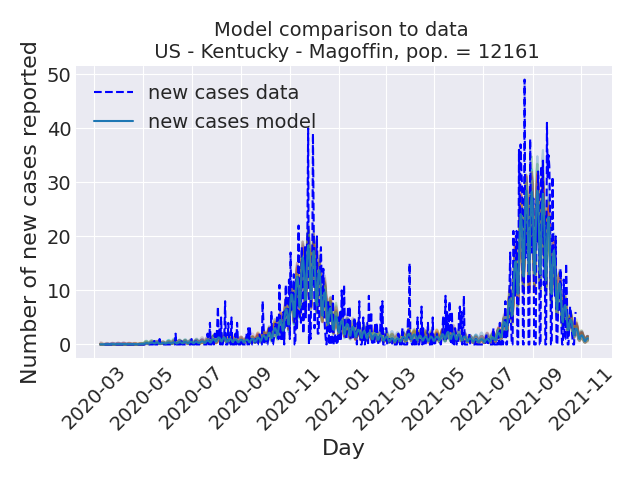 Model comparison to data
US - Kentucky - Magoffin, pop. = 12161
Number of new cases reported
50
40
30
20
10
0
new cases data
new cases model
2020-03
2020-05
2020-07
2020-09
2020-11
2021-01
2021-03
2021-05
2021-07
2021-09
2021-11
Day